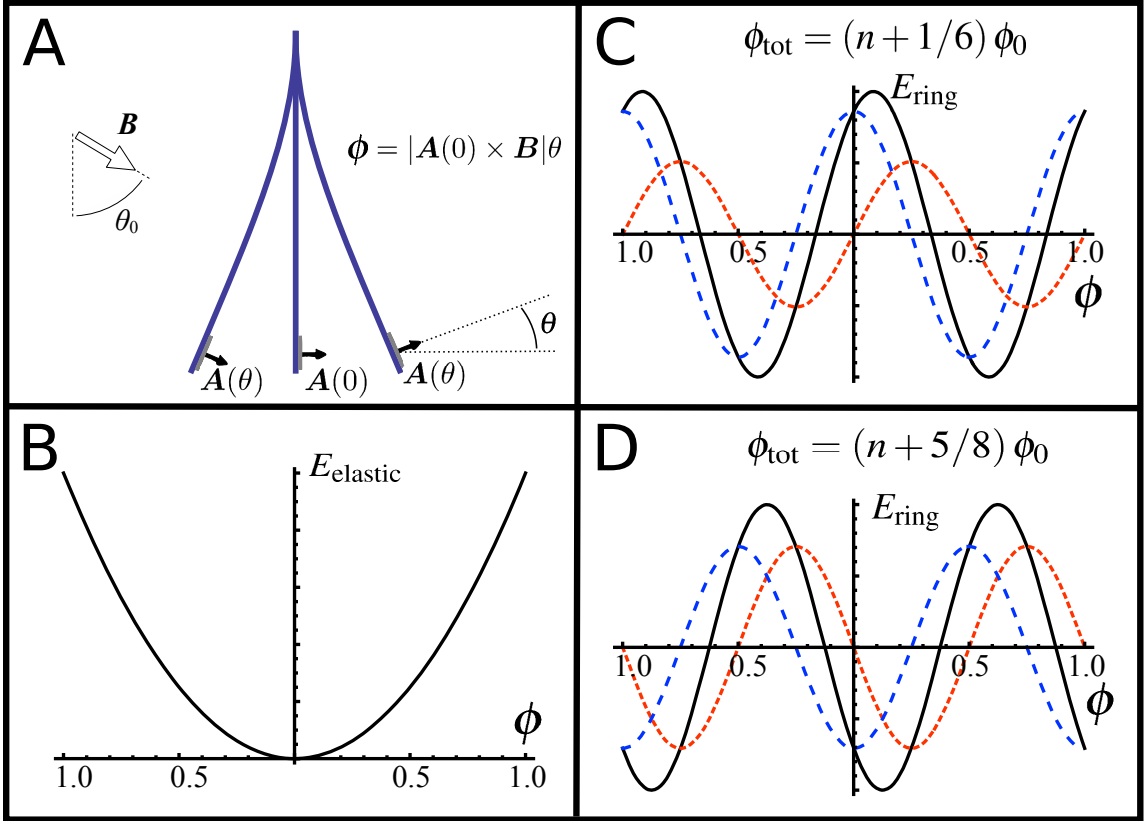 A
B
θ0
ϕ = |A(0) × B|θ
θ
A(θ)
A(0)
A(θ)
B
Eelastic
ϕ
1.0
0.5
0.5
1.0
C
ϕtot = (n + 1/6) ϕ0
Ering
1.0
0.5
0.5
1.0
ϕ
D
ϕtot = (n + 5/8) ϕ0
Ering
1.0
0.5
0.5
1.0
ϕ